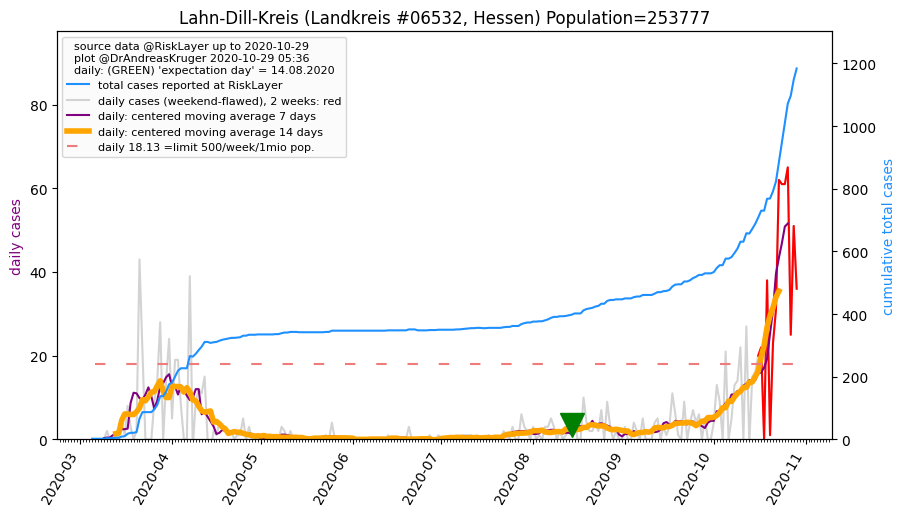 Lahn-Dill-Kreis (Landkreis #06532, Hessen) Population=253777
source data @RiskLayer up to 2020-10-29
plot @DrAndreasKruger 2020-10-29 05:36
daily: (GREEN) 'expectation day' = 14.08.2020
total cases reported at RiskLayer
daily cases (weekend-flawed), 2 weeks: red
daily: centered moving average 7 days
daily: centered moving average 14 days
daily 18.13 =limit 500/week/1mio pop.
daily cases
80
60
40
20
0
cumulative total cases
1200
1000
800
600
400
200
0
2020-03
2020-04
2020-05
2020-06
2020-07
2020-08
2020-09
2020-10
2020-11